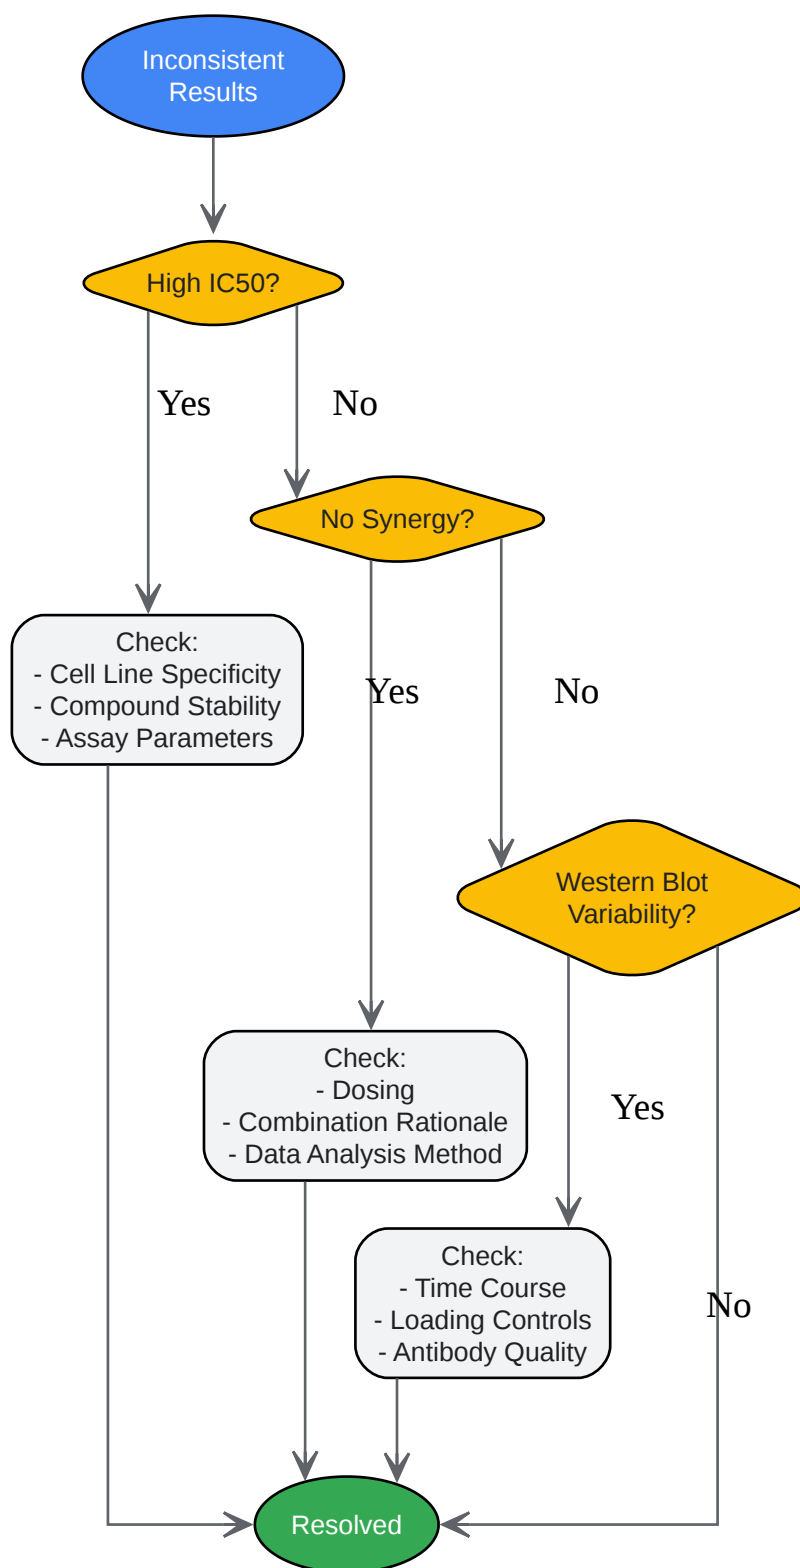 Inconsistent
Results
High IC50?
Yes
No
No Synergy?
Check:
- Cell Line Specificity
- Compound Stability
- Assay Parameters
Yes
No
Western Blot
Variability?
Check:
- Dosing
- Combination Rationale
- Data Analysis Method
Yes
Check:
- Time Course
- Loading Controls
- Antibody Quality
No
Resolved